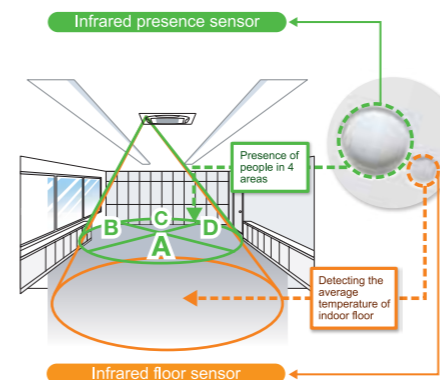 Infrared presence sensor
Presence of
people in 4
areas
B
C
D
A
Detecting the
average
temperature of
indoor floor
Infrared floor sensor